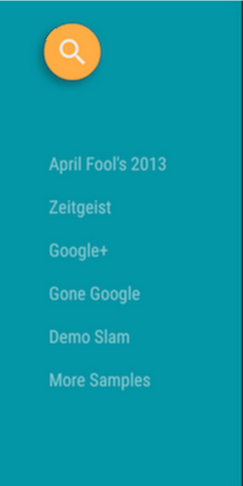 April Fool's 2013
Zeitgeist
Google+
Gone Google
Demo Slam
More Samples